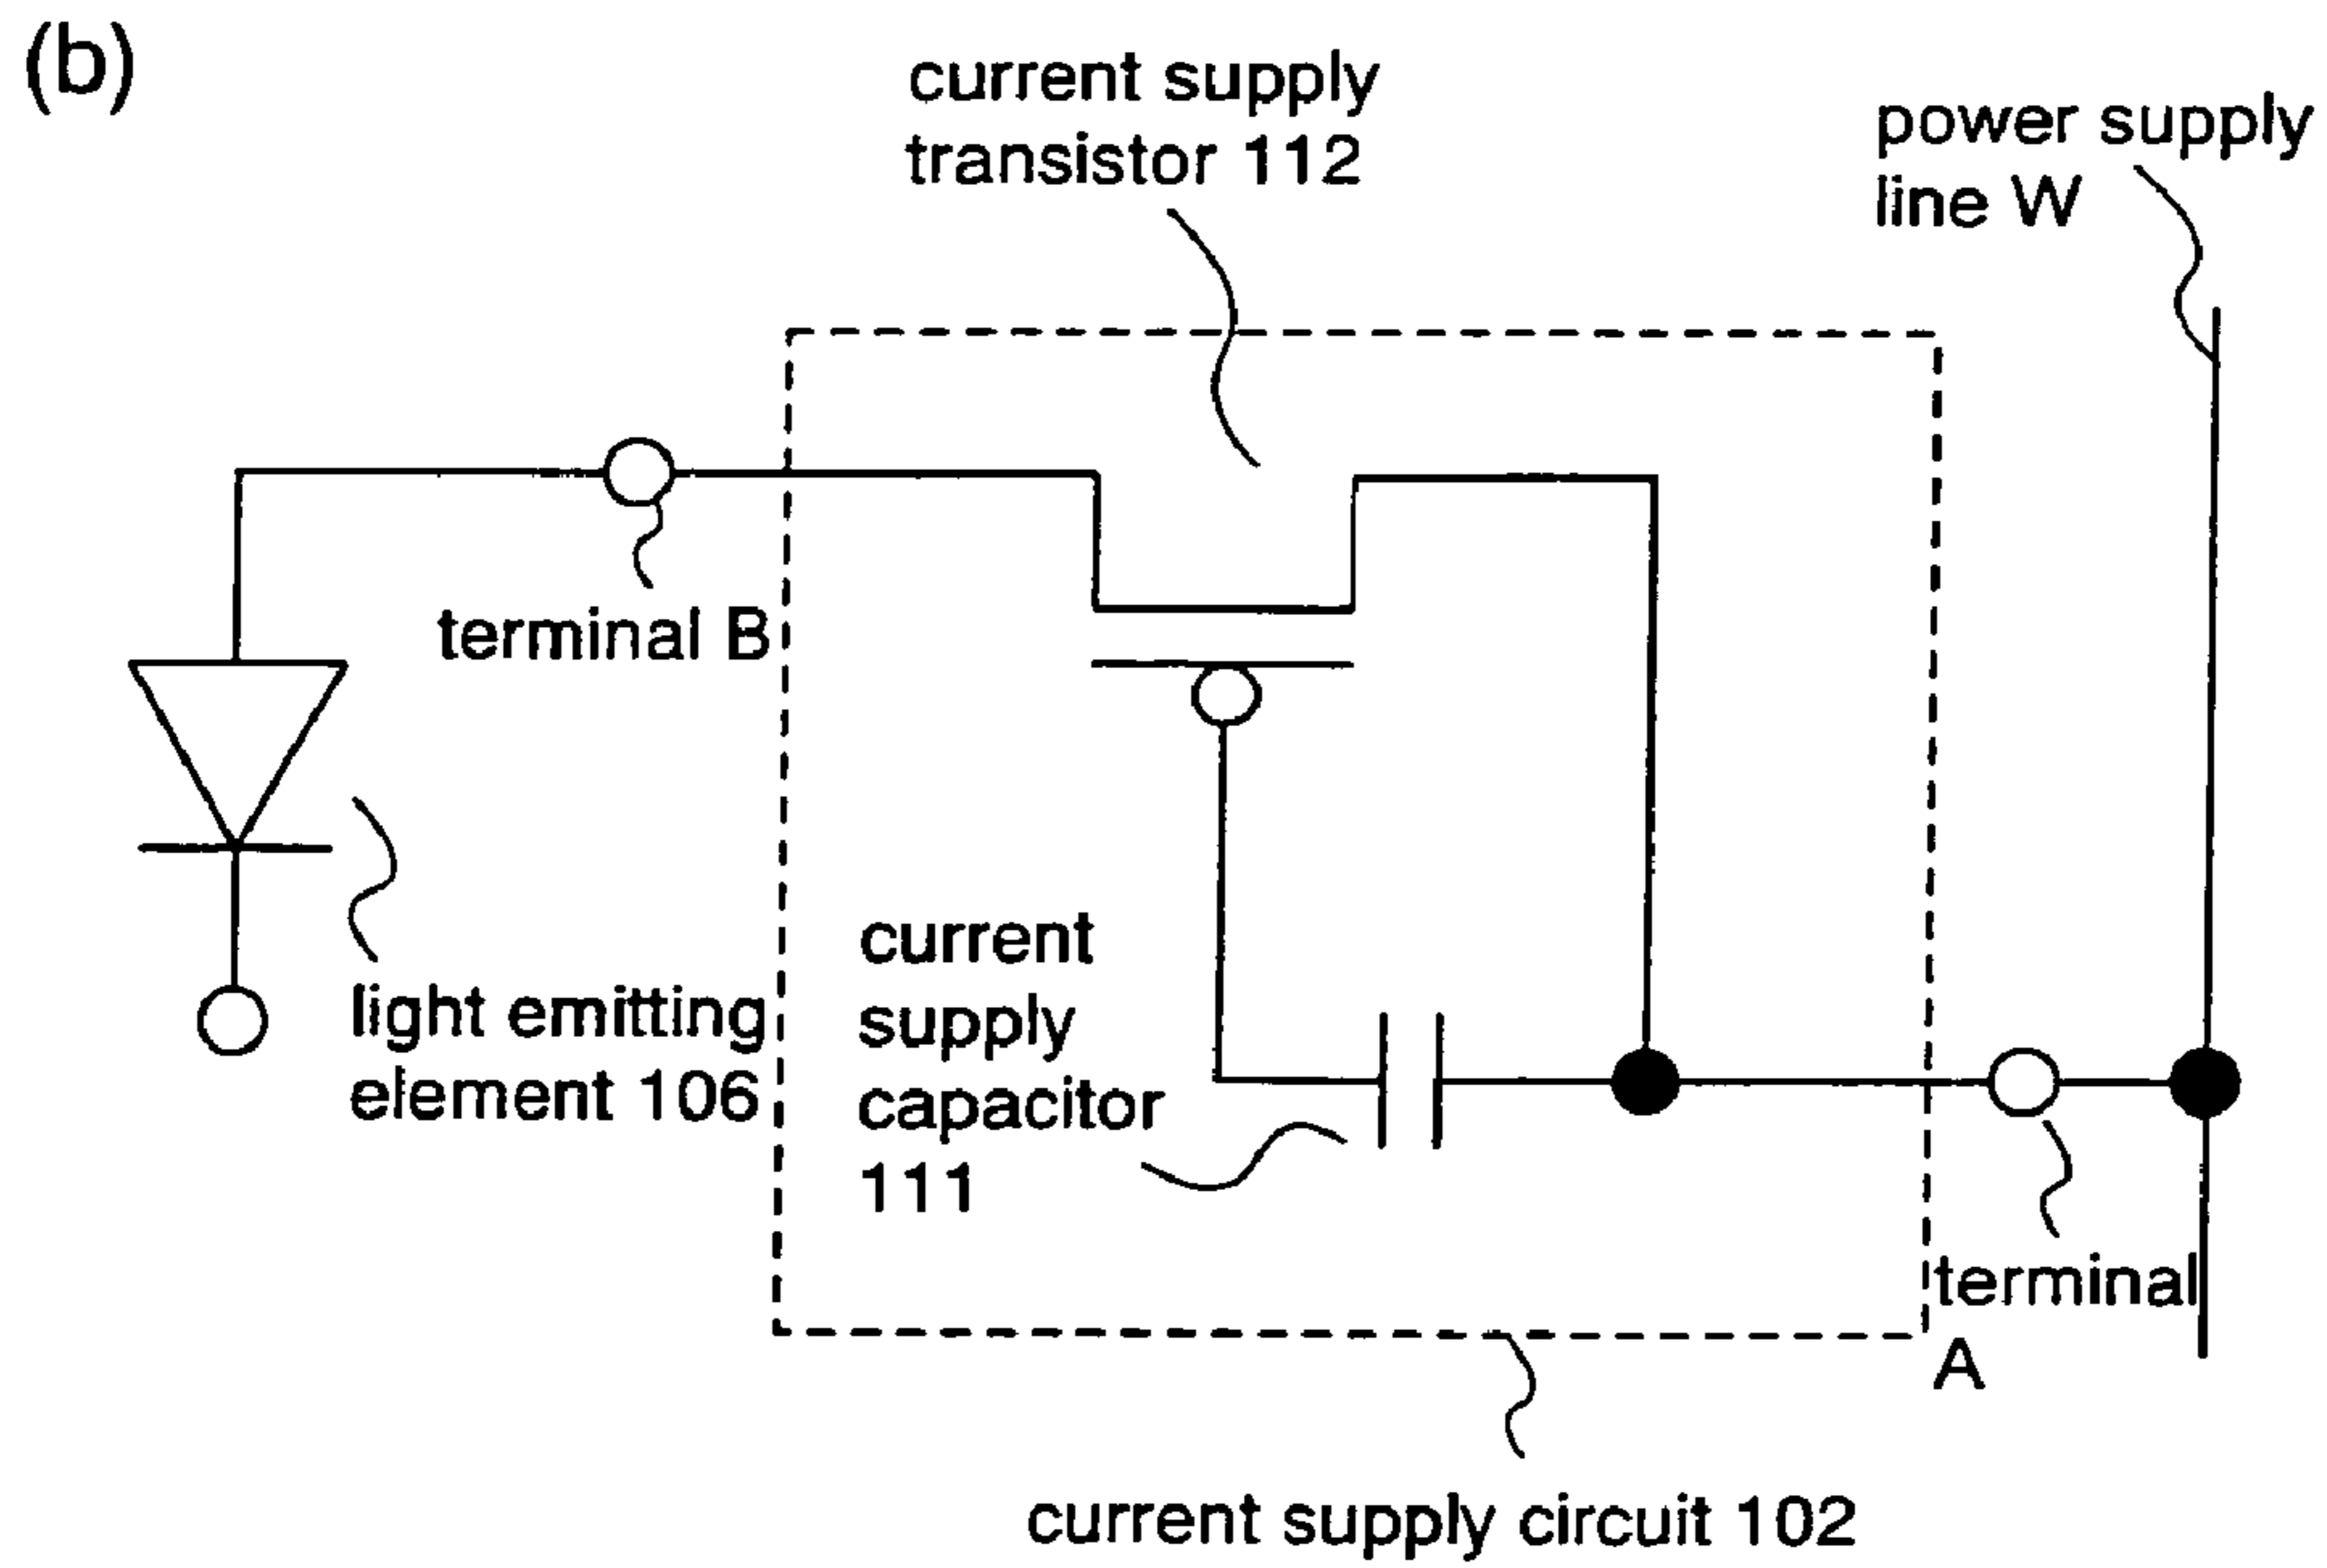 (b)
current supply
transistor 112
power supply
line W
terminal B
light emitting
element 106
current
supply
capacitor
111
terminal
A
current supply circuit 102